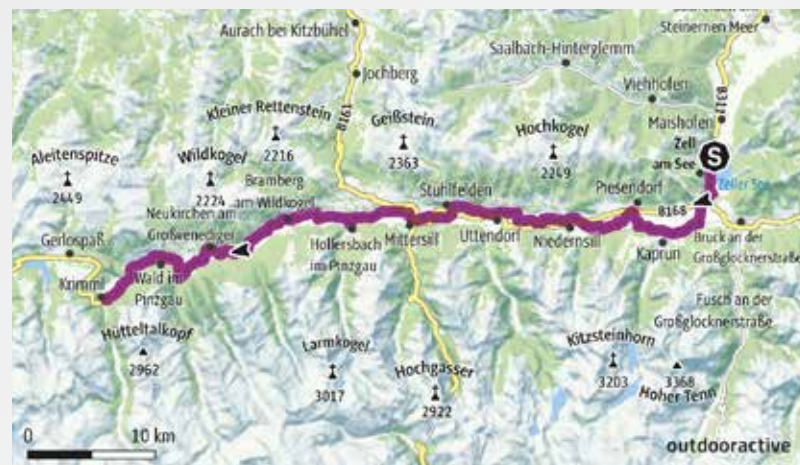 Steinernen Meer
Aurach bei Kitzbühel
Saalbach-Hinterglemm
Jochberg
Viehhofen
B311
Maishofen
Kleiner Rettenstein
2216
B161
Geißstein
2363
Hochkogel
2249
Zell
am See
S
Zeller See
Aleitenspitze
2449
Wildkogel
2224
Bramberg
am Wildkogel
Stuhlfelden
Piesendorf
B168
Neukirchen am
Großvenediger
Hollersbach
im Pinzgau
Mittersill
Uttendorf
Niedernsill
Kaprun
Bruck an der
Großglocknerstraße
Gerlospaß
Krimml
Wald im
Pinzgau
Fusch an der
Großglocknerstraße
Hütteltalkopf
2962
Larmkogel
3017
Hochgasser
2922
Kitzsteinhorn
3203
3368
Hoher Tenn
0
10 km
outdooractive